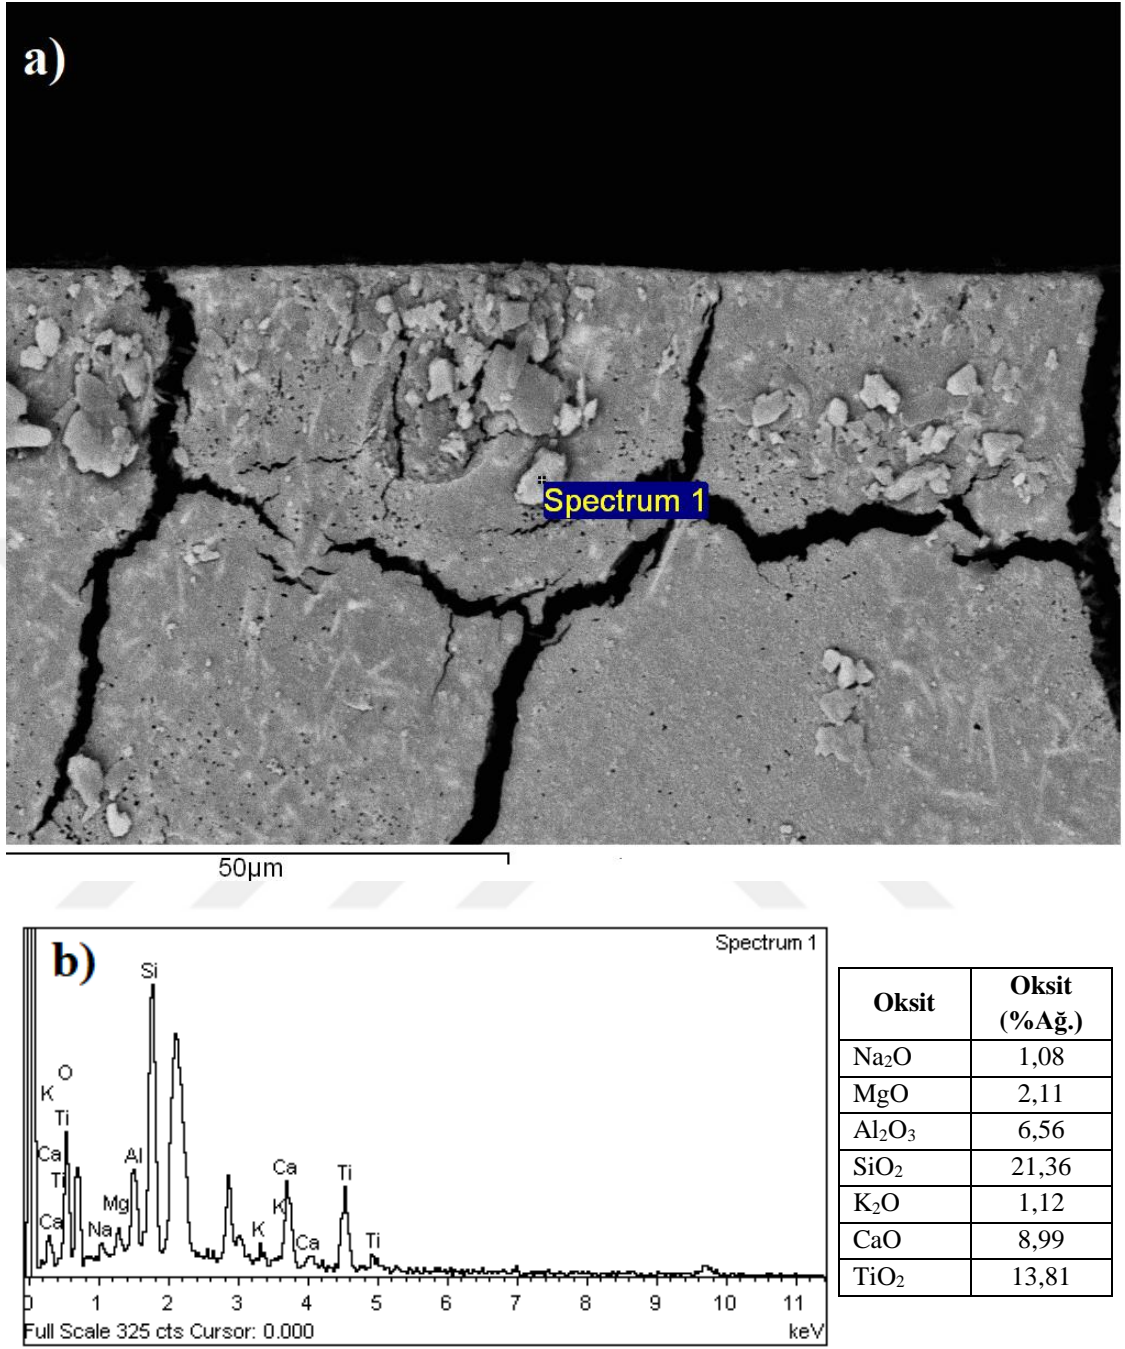 a)
Spectrum 1
50µm
b)
Spectrum 1
Si
O
K
Ti
Ca
Ti
Ca
Na
Mg
Al
K
Ca
K
Ca
Ti
Ti
0 1 2 3 4 5 6 7 8 9 10 11
Full Scale 325 cts Cursor: 0.000 keV
Oksit Oksit (%Ağ.)
Na₂O 1,08
MgO 2,11
Al₂O₃ 6,56
SiO₂ 21,36
K₂O 1,12
CaO 8,99
TiO₂ 13,81